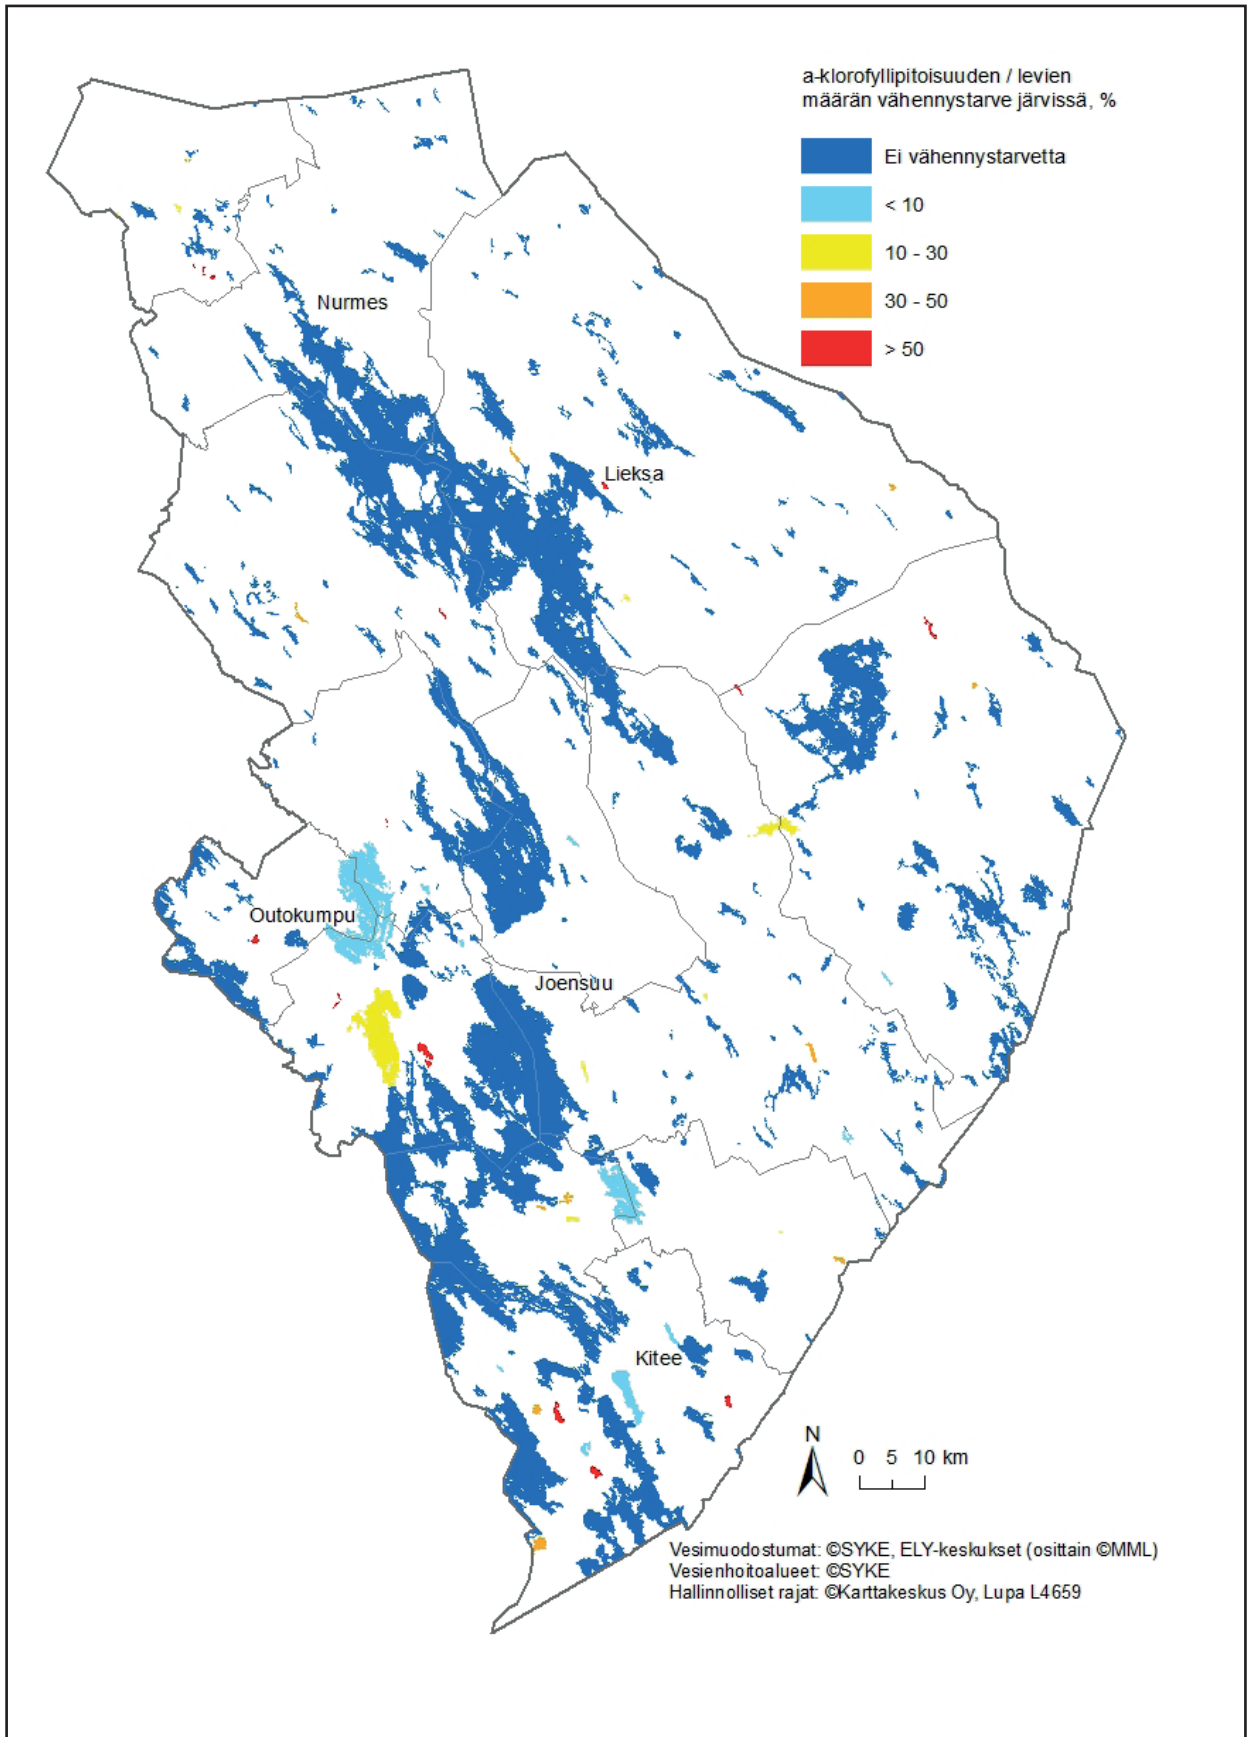 a-klorofyllipitoisuuden / levien
määrän vähennystarve järvissä, %
Ei vähennystarvetta
< 10
10 - 30
30 - 50
> 50
Nurmes
Lieksa
Outokumpu
Joensuu
Kitee
N
0 5 10 km
Vesimuodostumat: ©SYKE, ELY-keskukset (osittain ©MML)
Vesienhoitoalueet: ©SYKE
Hallinnolliset rajat: ©Karttakeskus Oy, Lupa L4659